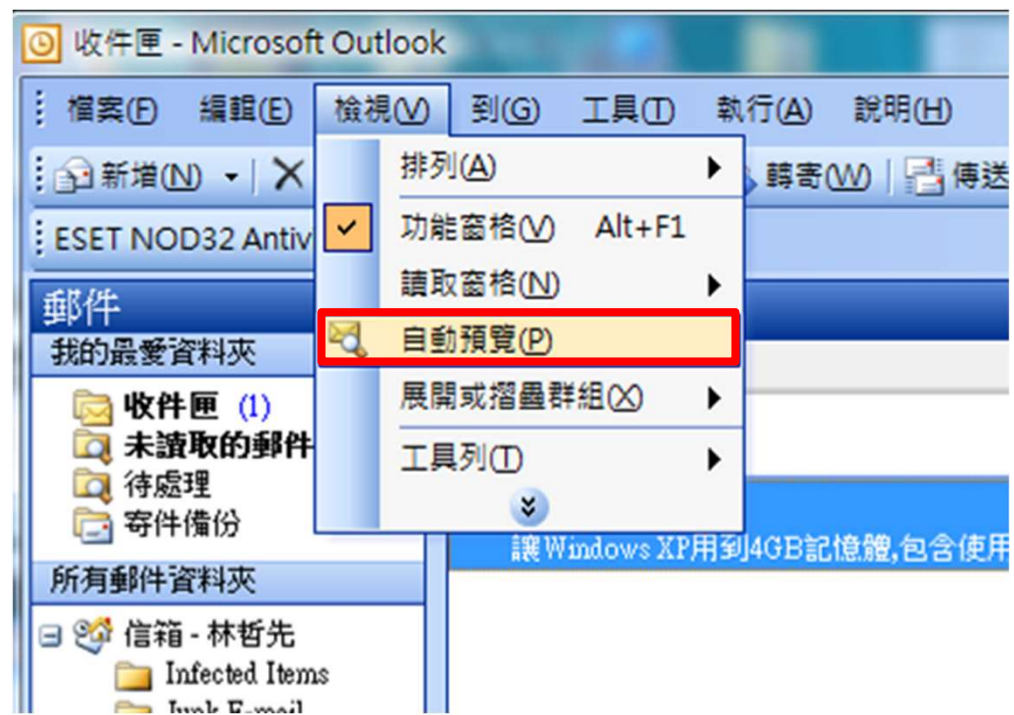 收件匣 - Microsoft Outlook
檔案(F) 編輯(E) 檢視(V) 到(G) 工具(T) 執行(A) 說明(H)
新增(N) 轉寄(W) 傳送
ESET NOD32 Antiv
排列(A)
功能窗格(V) Alt+F1
讀取窗格(N)
自動預覽(P)
展開或摺疊群組(X)
工具列(T)
郵件
我的最愛資料夾
收件匣 (1)
未讀取的郵件
待處理
寄件備份
讓Windows XP用到4GB記憶體,包含使用
所有郵件資料夾
信箱 - 林哲先
Infected Items
Junk E-mail